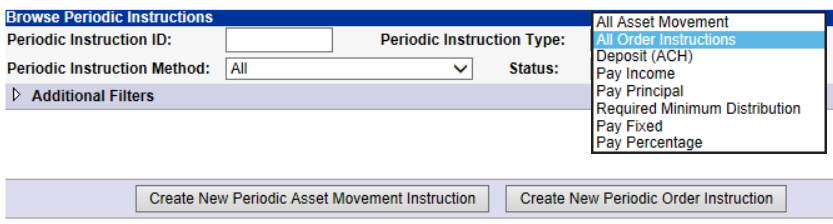 Browse Periodic Instructions
Periodic Instruction ID:
Periodic Instruction Type:
All Asset Movement
All Order Instructions
Deposit (ACH)
Pay Income
Pay Principal
Required Minimum Distribution
Pay Fixed
Pay Percentage
Periodic Instruction Method: All
Status:
Additional Filters
Create New Periodic Asset Movement Instruction
Create New Periodic Order Instruction